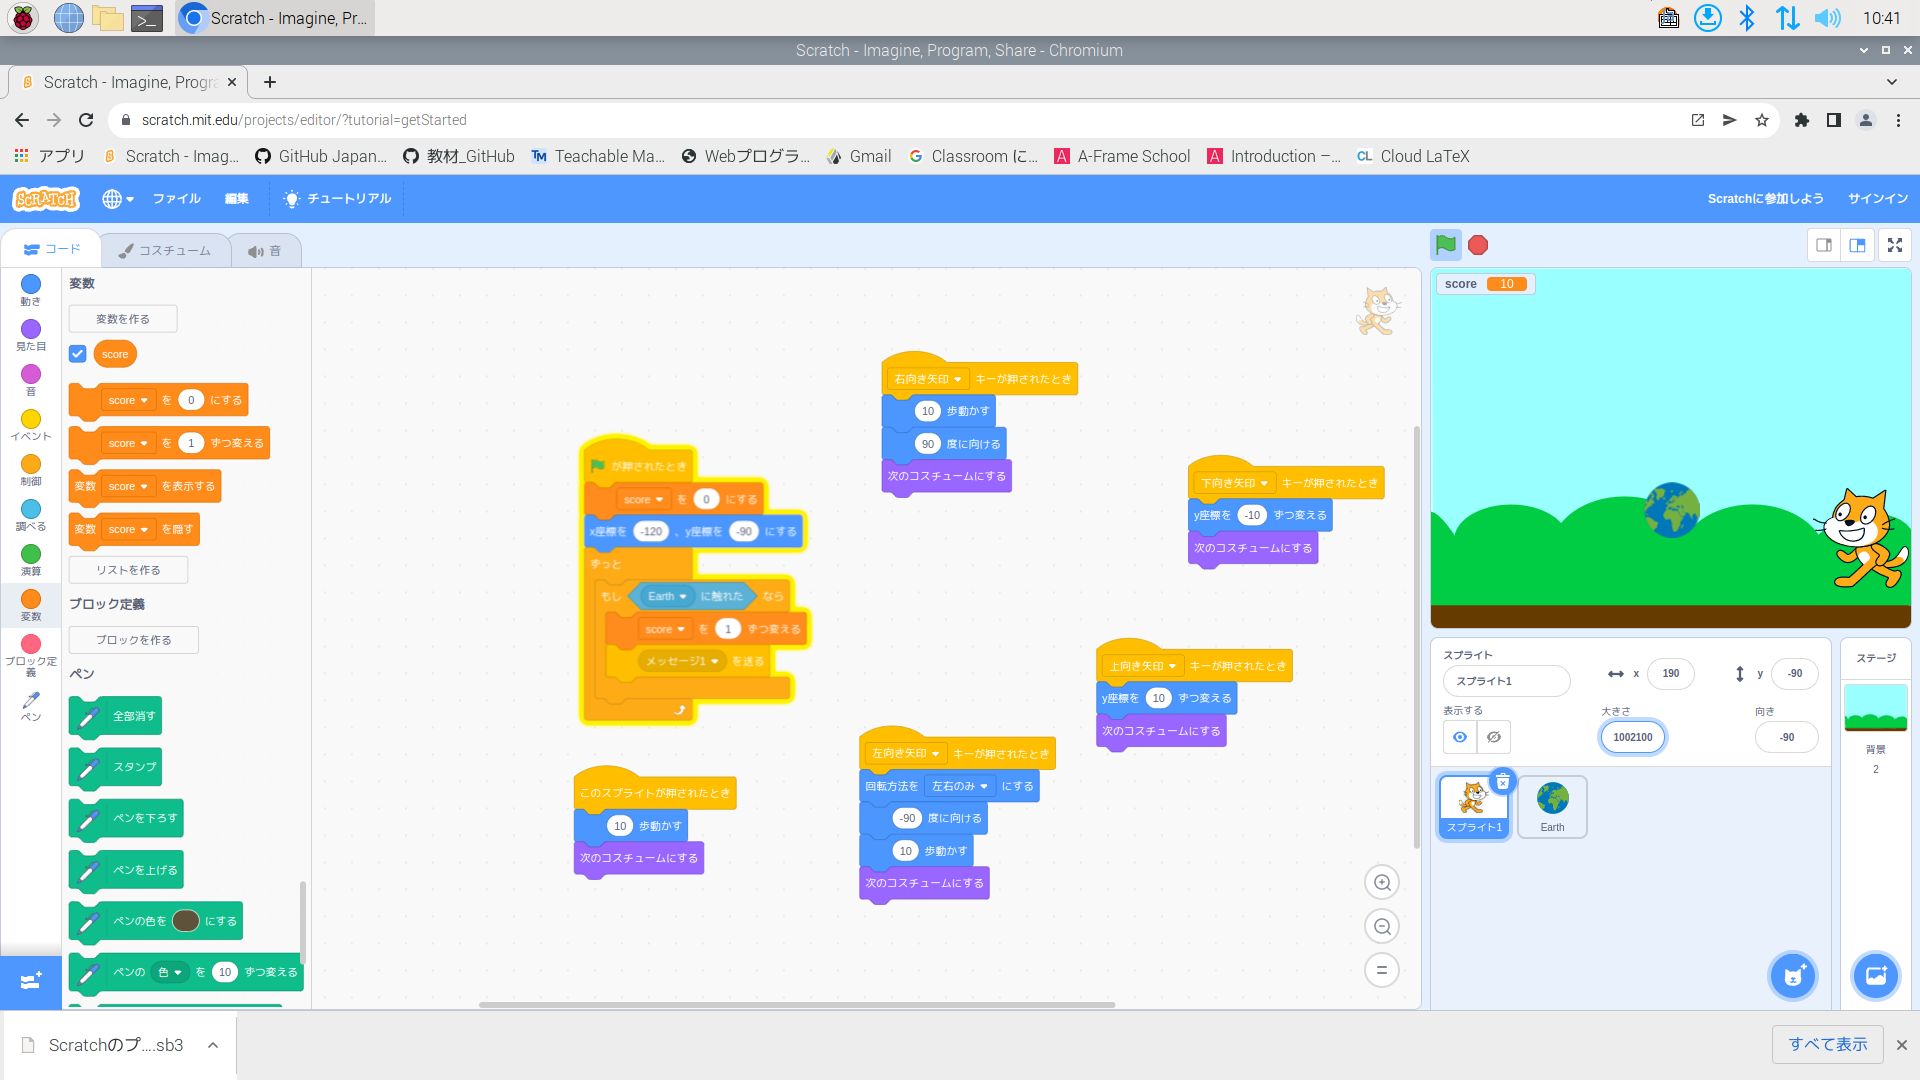 Scratch - Imagine, Pr...
10:41
Scratch - Imagine, Program, Share - Chromium
Scratch - Imagine, Progra
scratch.mit.edu/projects/editor/?tutorial=getStarted
アプリ
Scratch - Imag...
GitHub Japan...
教材_GitHub
TM Teachable Ma...
Webプログラ...
Gmail
G Classroom に...
A A-Frame School
A Introduction –...
CL Cloud LaTeX
SCRATCH
ファイル
編集
チュートリアル
Scratchに参加しよう
サインイン
コード
コスチューム
音
動き
見た目
音
イベント
制御
調べる
演算
変数
ブロック定
義
ペン
変数
変数を作る
score
score を 0 にする
score を 1 ずつ変える
変数 score を表示する
変数 score を隠す
リストを作る
ブロック定義
ブロックを作る
ペン
全部消す
スタンプ
ペンを下ろす
ペンを上げる
ペンの色を にする
ペンの 色 を 10 ずつ変える
が押されたとき
score を 0 にする
x座標を -120 、y座標を -90 にする
ずっと
もし Earth に触れた なら
score を 1 ずつ変える
メッセージ1 を送る
このスプライトが押されたとき
10 歩動かす
次のコスチュームにする
右向き矢印 キーが押されたとき
10 歩動かす
90 度に向ける
次のコスチュームにする
左向き矢印 キーが押されたとき
回転方法を 左右のみ にする
-90 度に向ける
10 歩動かす
次のコスチュームにする
下向き矢印 キーが押されたとき
y座標を -10 ずつ変える
次のコスチュームにする
上向き矢印 キーが押されたとき
y座標を 10 ずつ変える
次のコスチュームにする
score 10
スプライト
スプライト1
x 190
y -90
表示する
大きさ
1002100
向き
-90
スプライト1
Earth
ステージ
背景
2
Scratchのプ....sb3
すべて表示